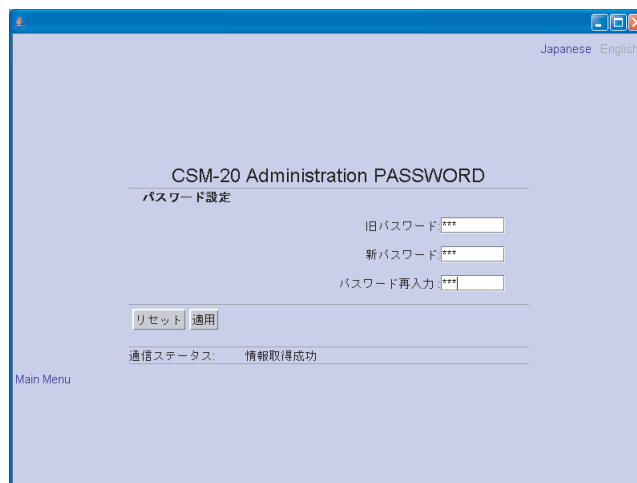 Japanese English
CSM-20 Administration PASSWORD
パスワード設定
旧パスワード:***
新パスワード:***
パスワード再入力:***
リセット 適用
通信ステータス: 情報取得成功
Main Menu